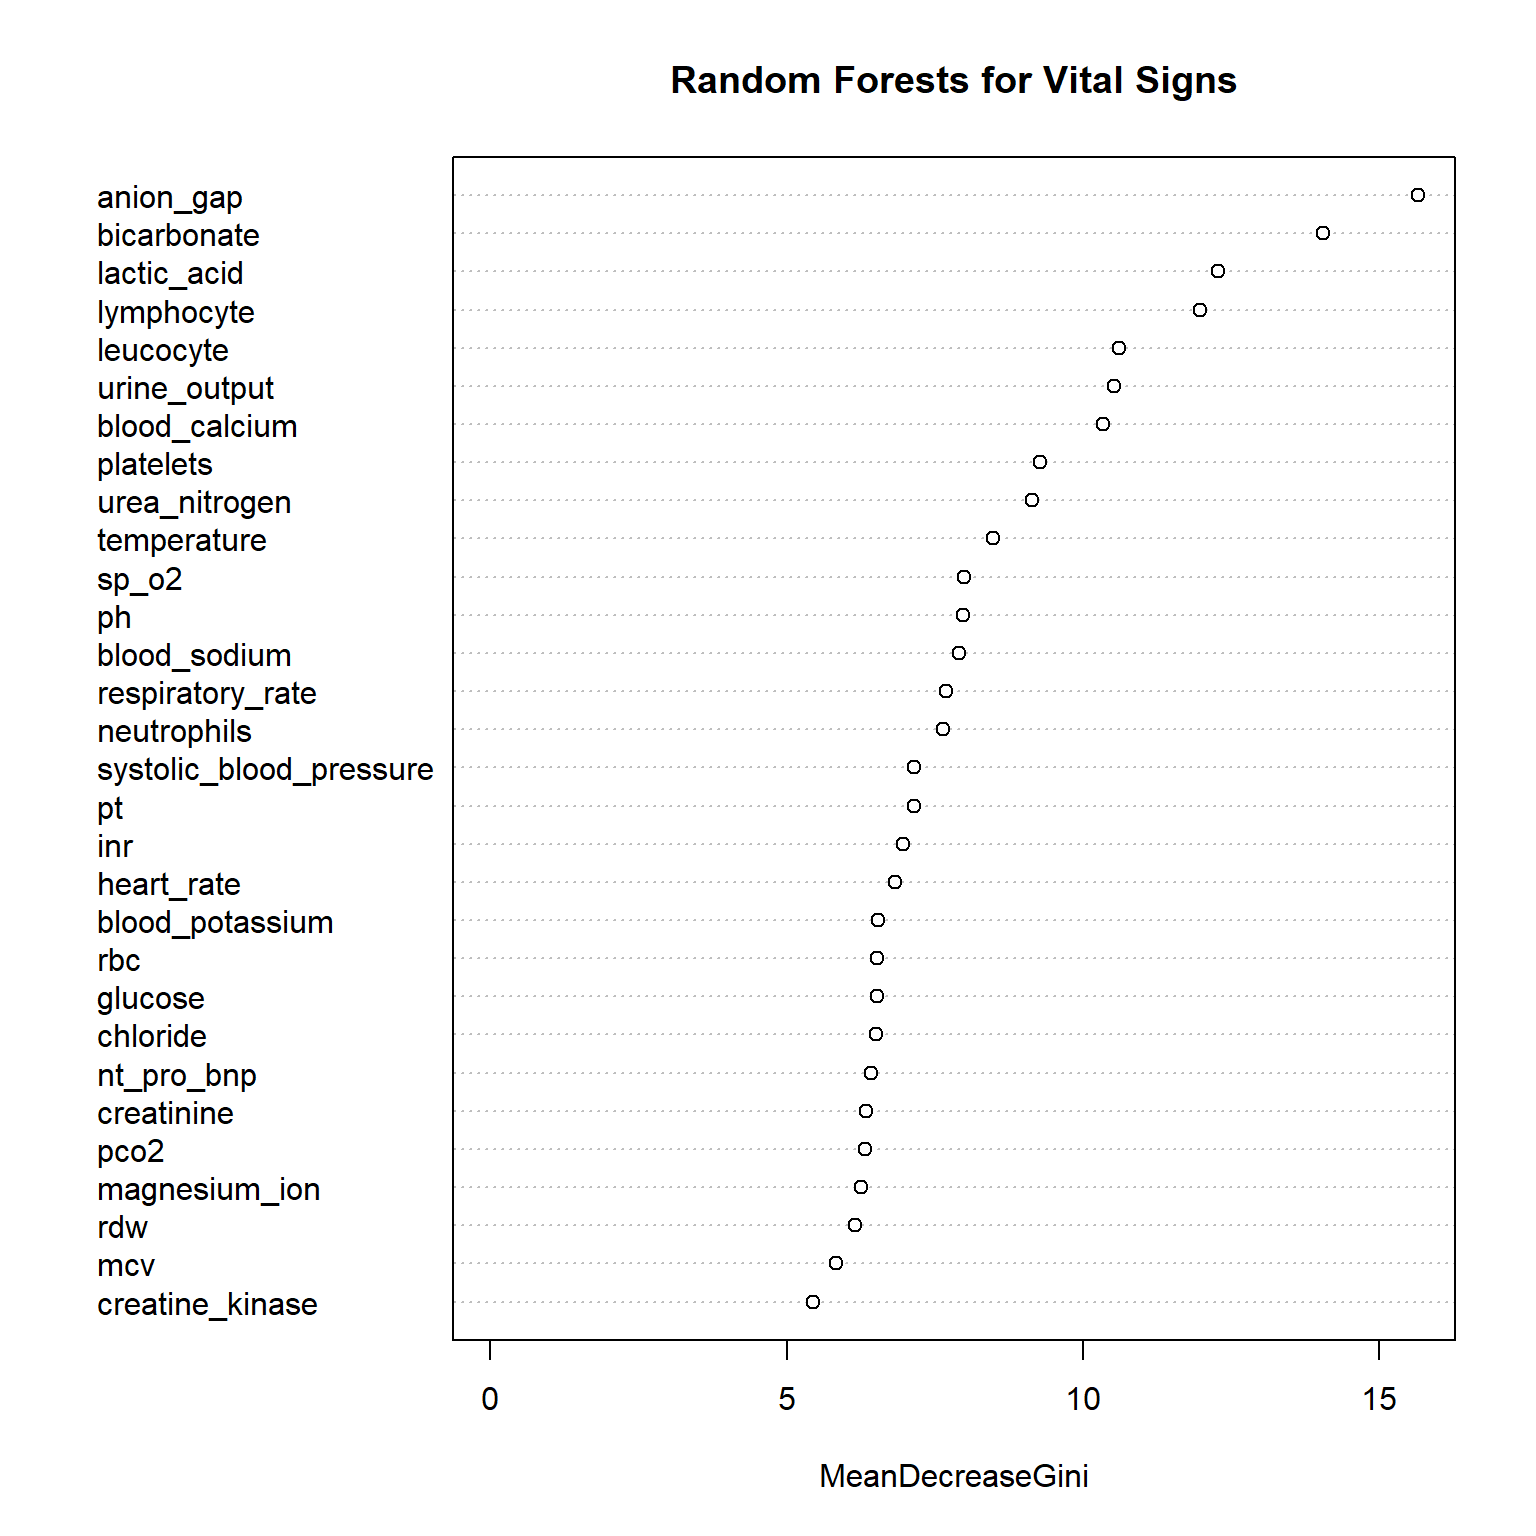 Random Forests for Vital Signs
anion_gap
bicarbonate
lactic_acid
lymphocyte
leucocyte
urine_output
blood_calcium
platelets
urea_nitrogen
temperature
sp_o2
ph
blood_sodium
respiratory_rate
neutrophils
systolic_blood_pressure
pt
inr
heart_rate
blood_potassium
rbc
glucose
chloride
nt_pro_bnp
creatinine
pco2
magnesium_ion
rdw
mcv
creatine_kinase
0 5 10 15
MeanDecreaseGini